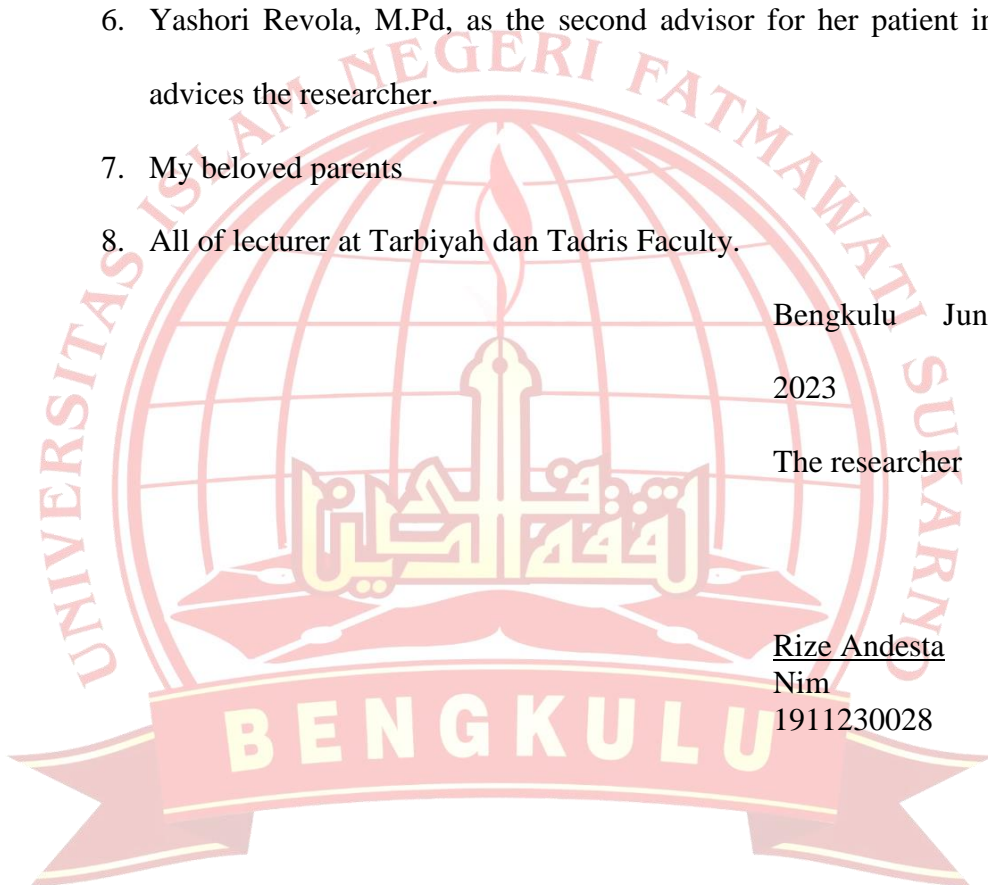 6. Yashori Revola, M.Pd, as the second advisor for her patient in
advices the researcher.
7. My beloved parents
8. All of lecturer at Tarbiyah dan Tadris Faculty.
Bengkulu Jun
2023
The researcher
Rize Andesta
Nim
1911230028
UNIVERSITAS ISLAM NEGERI FATMAWATI SUKARNO
BENGKULU